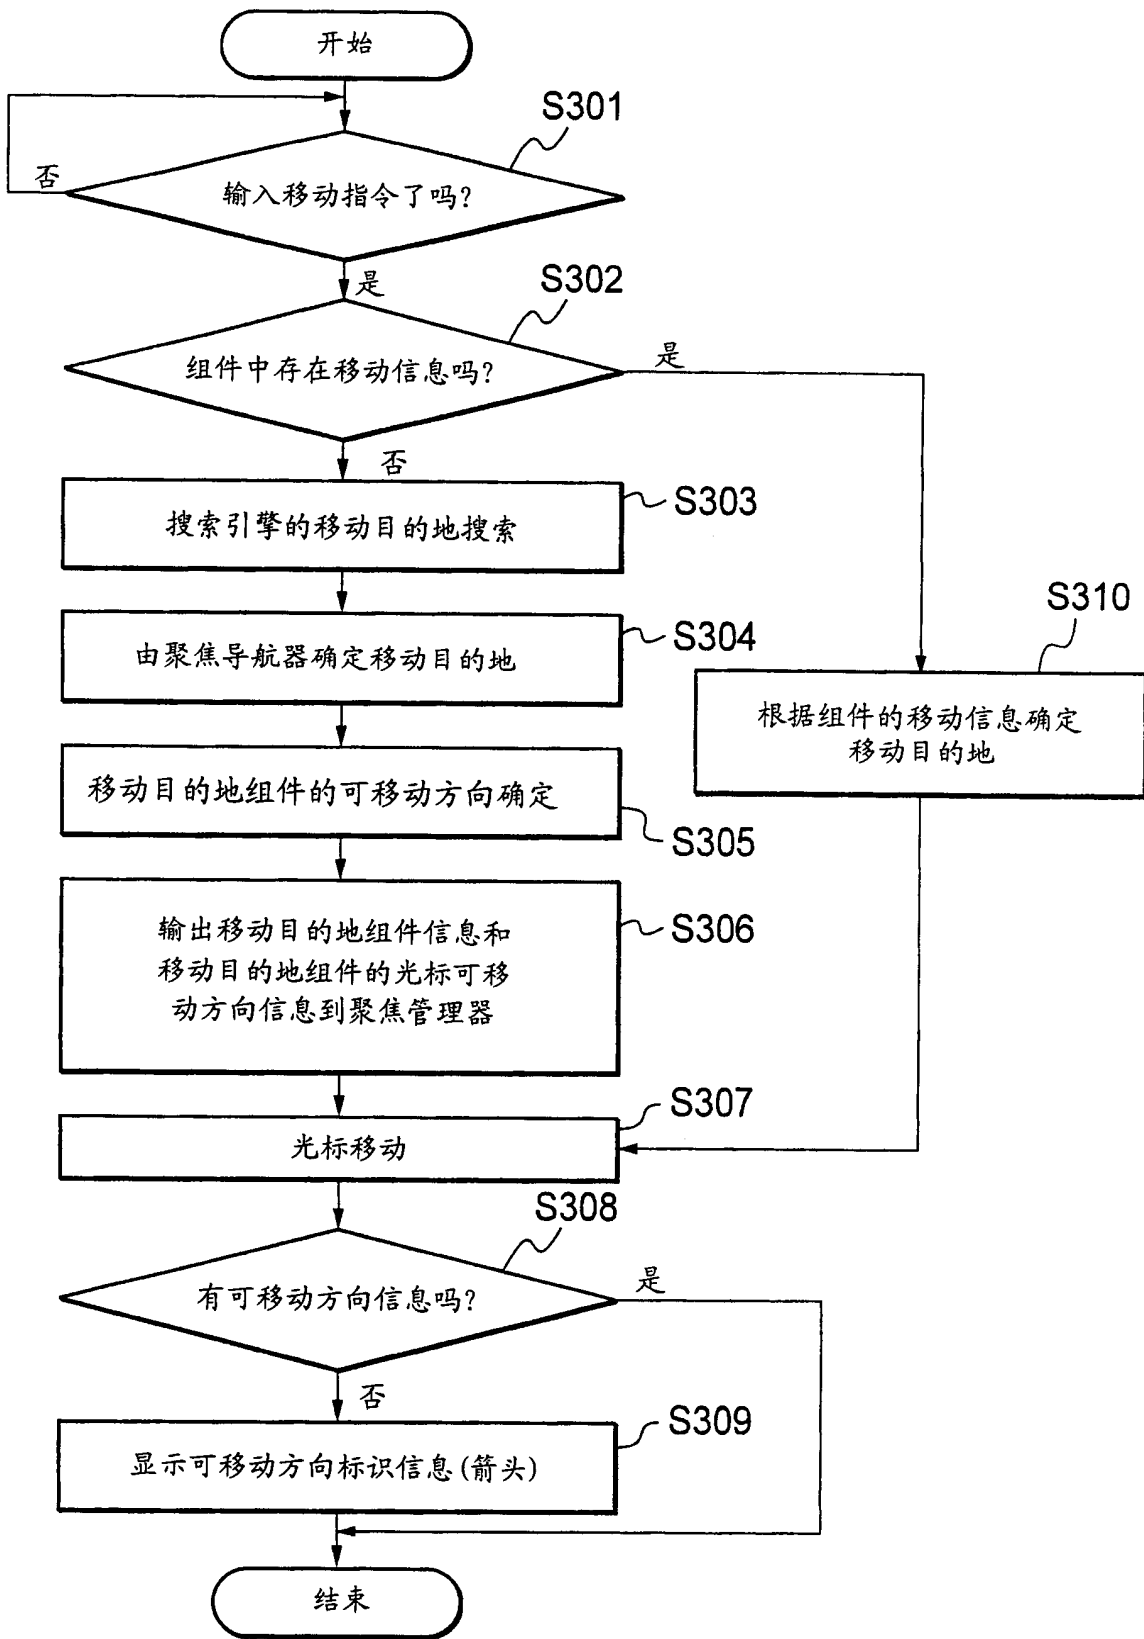 开始
S301
否
输入移动指令了吗?
是
S302
组件中存在移动信息吗?
是
否
S303
搜索引擎的移动目的地搜索
S304
由聚焦导航器确定移动目的地
S310
根据组件的移动信息确定
移动目的地
移动目的地组件的可移动方向确定
S305
S306
输出移动目的地组件信息和
移动目的地组件的光标可移
动方向信息到聚焦管理器
S307
光标移动
S308
有可移动方向信息吗?
是
否
S309
显示可移动方向标识信息(箭头)
结束